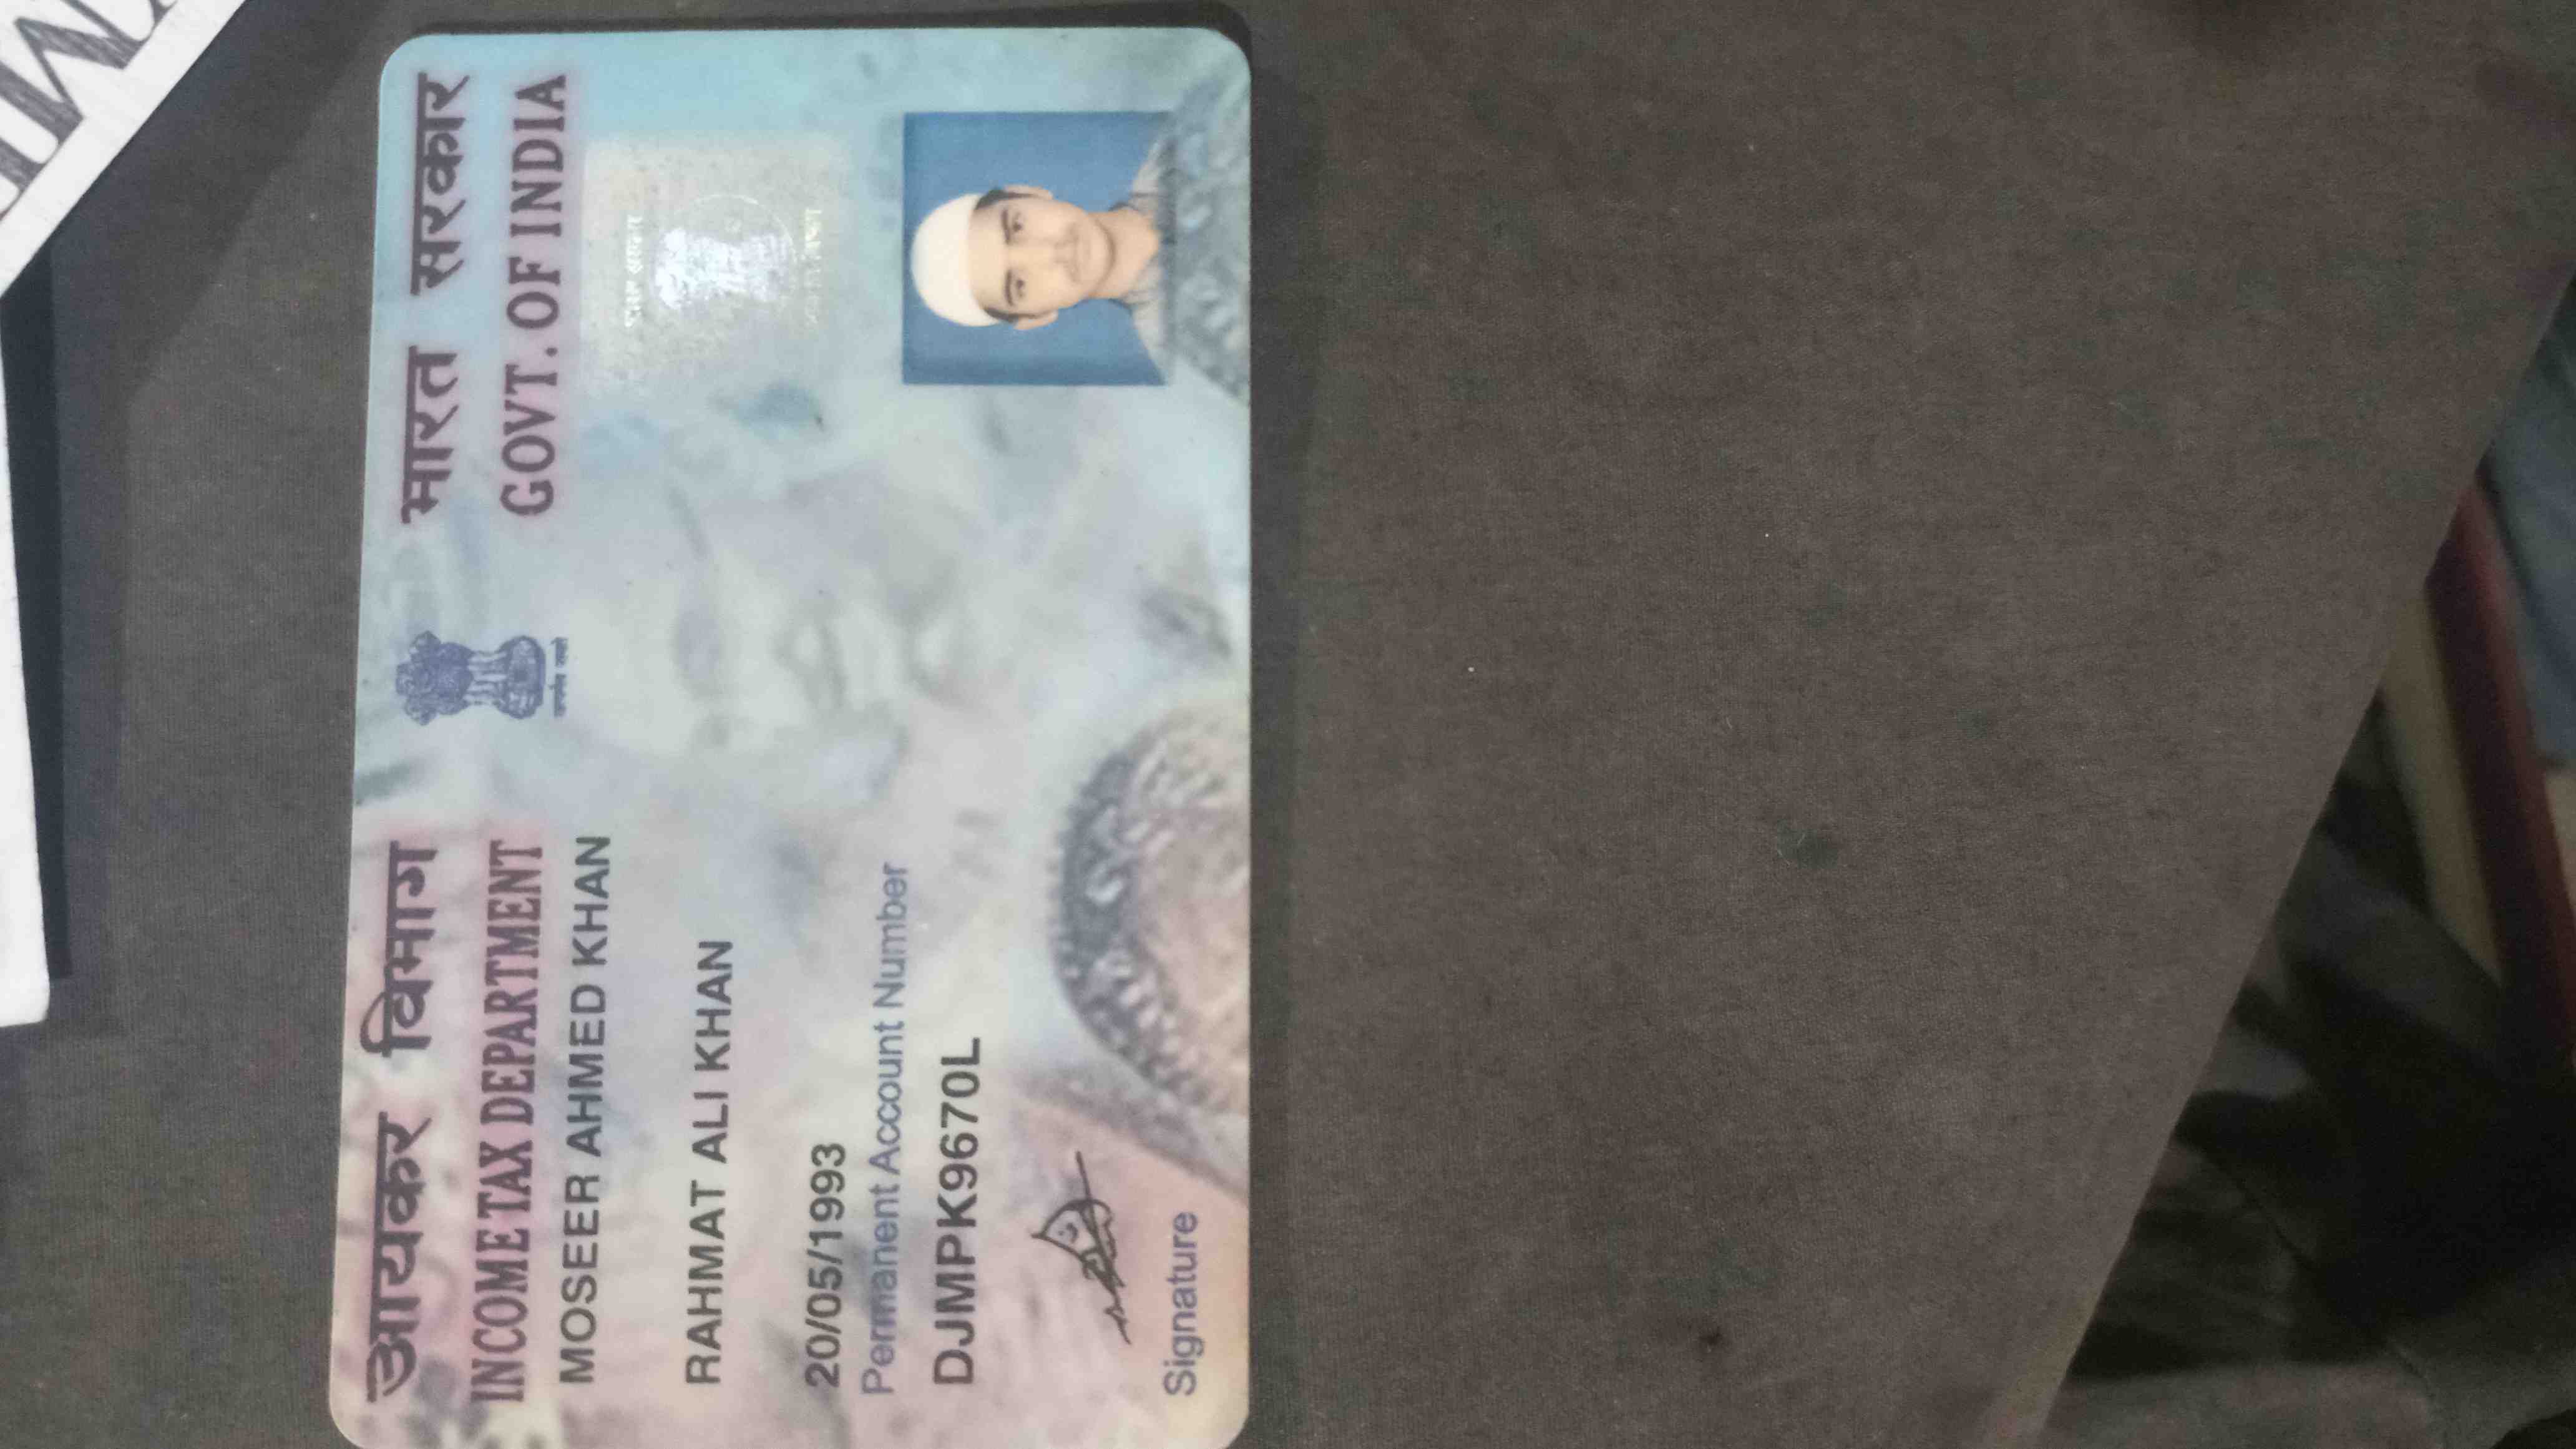 आयकर विभाग
INCOME TAX DEPARTMENT
भारत सरकार
GOVT. OF INDIA
MOSEER AHMED KHAN
RAHMAT ALI KHAN
20/05/1993
Permanent Account Number
DJMPK9670L
Signature